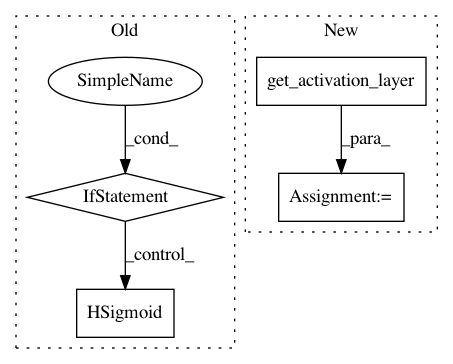 Old
New
SimpleName
get_activation_layer
_cond_
_para_
IfStatement
Assignment:=
_control_
HSigmoid